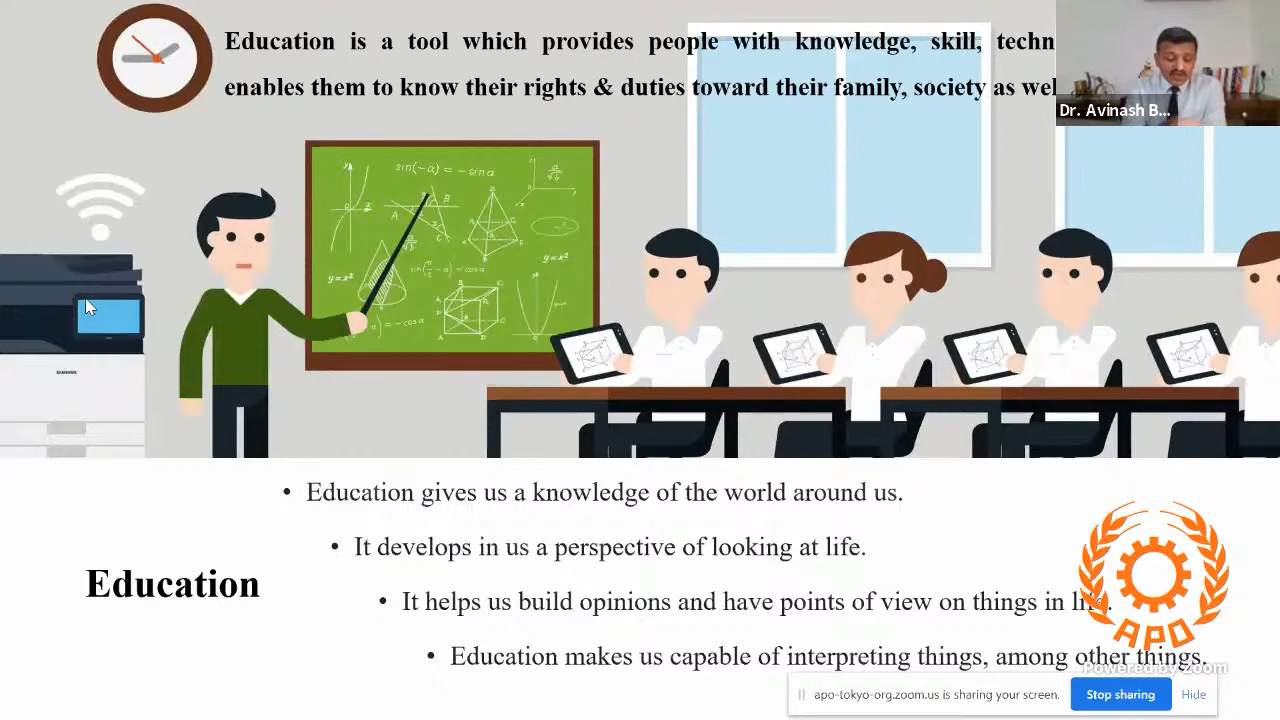 Education is a tool which provides people with knowledge, skill, techn
enables them to know their rights & duties toward their family, society as wel
Dr. Avinash B...
sin(-a) = -sina
y=x²
y=x²
SAMSUNG
• Education gives us a knowledge of the world around us.
• It develops in us a perspective of looking at life.
Education
• It helps us build opinions and have points of view on things in life.
• Education makes us capable of interpreting things, among other things.
APO
Powered by Zoom
apo-tokyo-org.zoom.us is sharing your screen.
Stop sharing
Hide